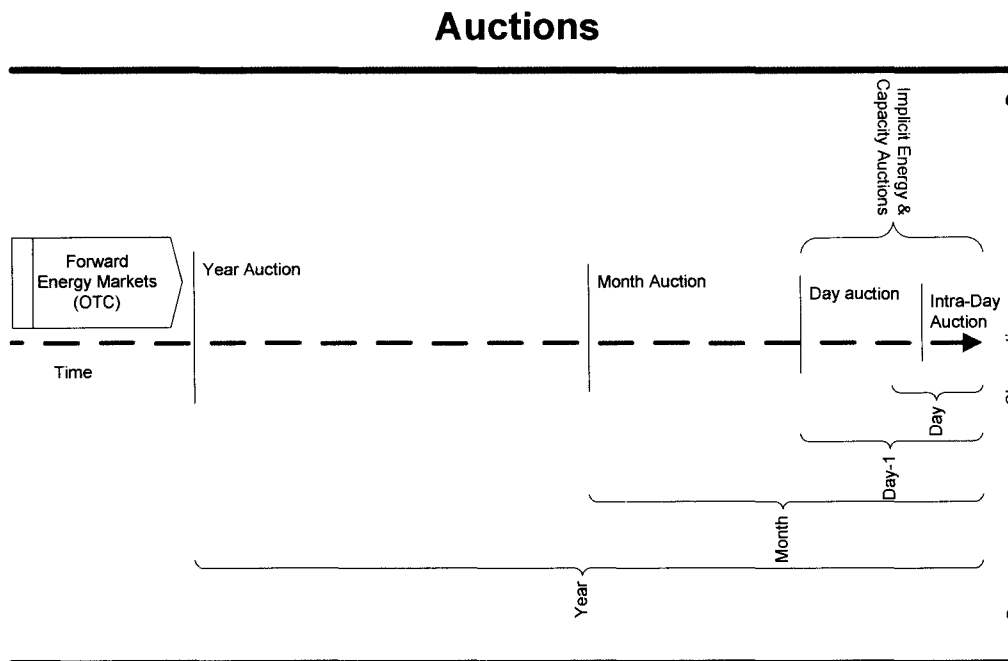 Auctions
Implicit Energy &
Capacity Auctions
Forward
Energy Markets
(OTC)
Year Auction
Month Auction
Day auction
Intra-Day
Auction
Time
Day
Day-1
Month
Year